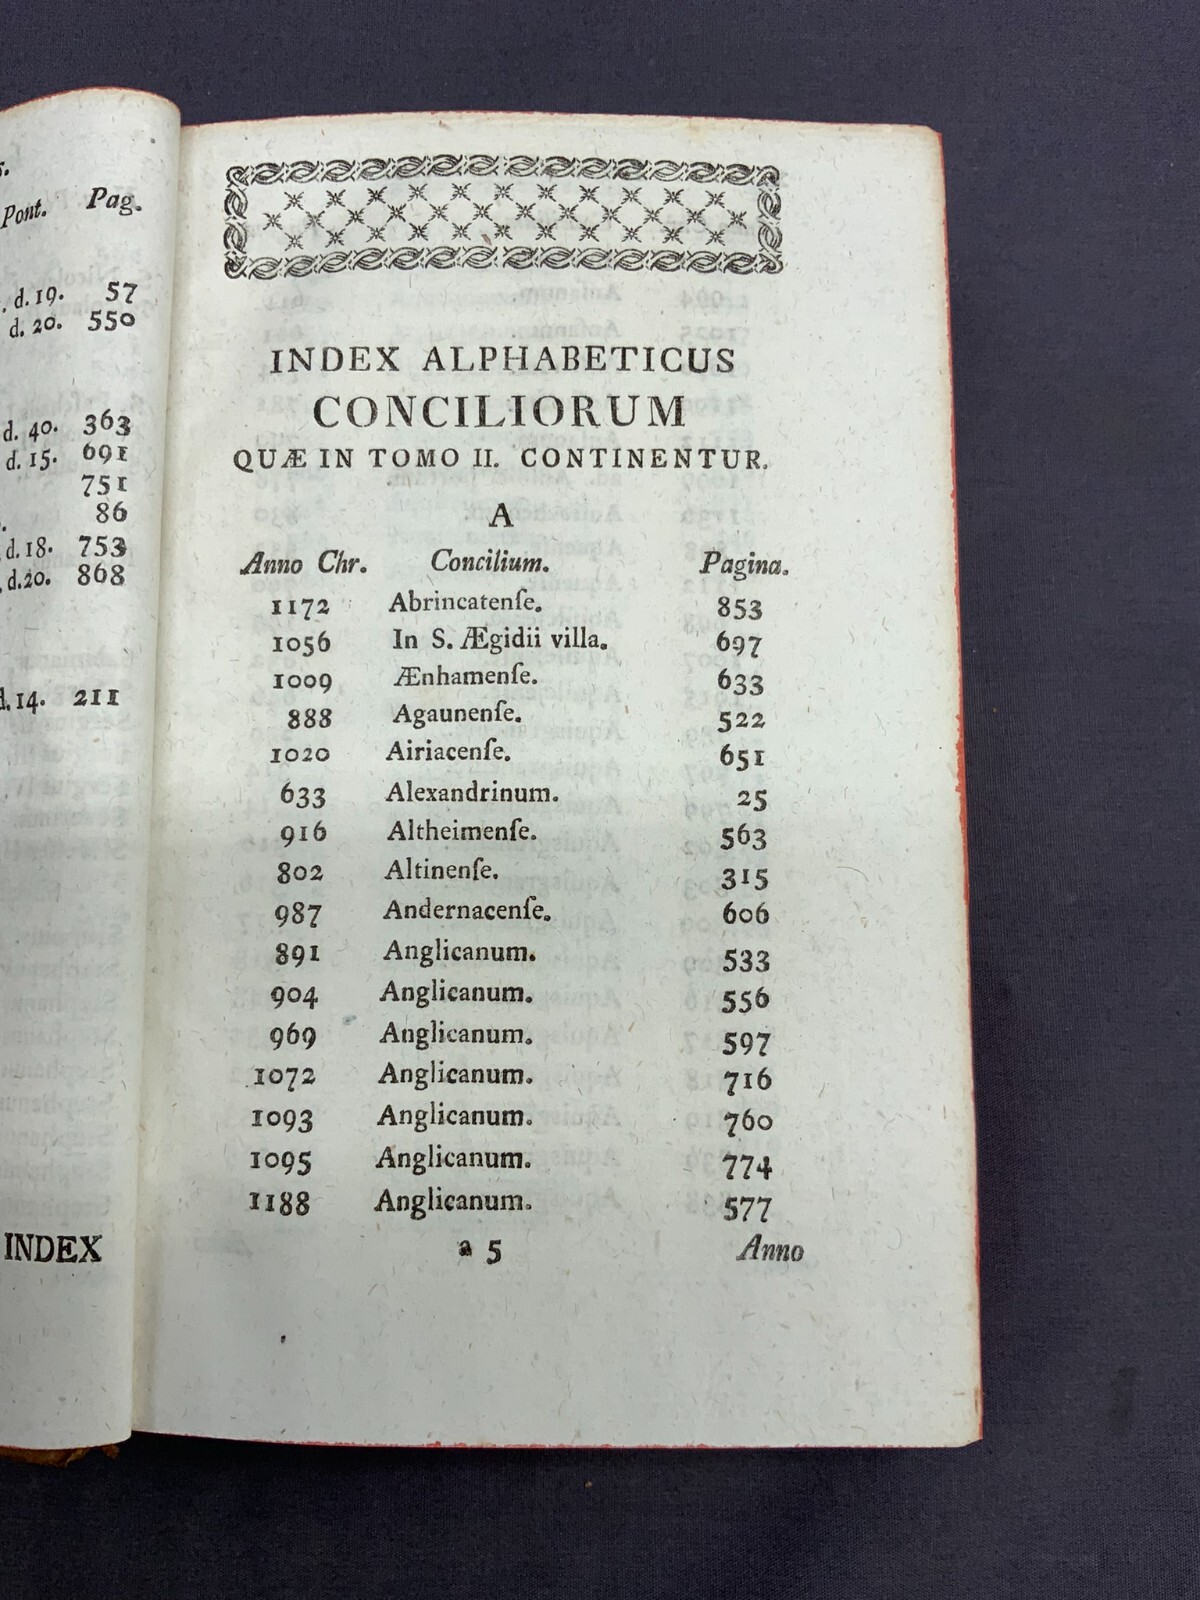 Pont. Pag.
d. 19. 57
d. 20. 550
d. 40. 363
d. 15. 691
751
86
d. 18. 753
d. 20. 868
d. 14. 211
INDEX
INDEX ALPHABETICUS
CONCILIORUM
QUÆ IN TOMO II. CONTINENTUR.
A
Anno Chr. Concilium. Pagina.
1172 Abrincatenſe. 853
1056 In S. Ægidii villa. 697
1009 Ænhamenſe. 633
888 Agaunenſe. 522
1020 Airiacenſe. 651
633 Alexandrinum. 25
916 Altheimenſe. 563
802 Altinenſe. 315
987 Andernacenſe. 606
891 Anglicanum. 533
904 Anglicanum. 556
969 Anglicanum. 597
1072 Anglicanum. 716
1093 Anglicanum. 760
1095 Anglicanum. 774
1188 Anglicanum. 577
a 5 Anno